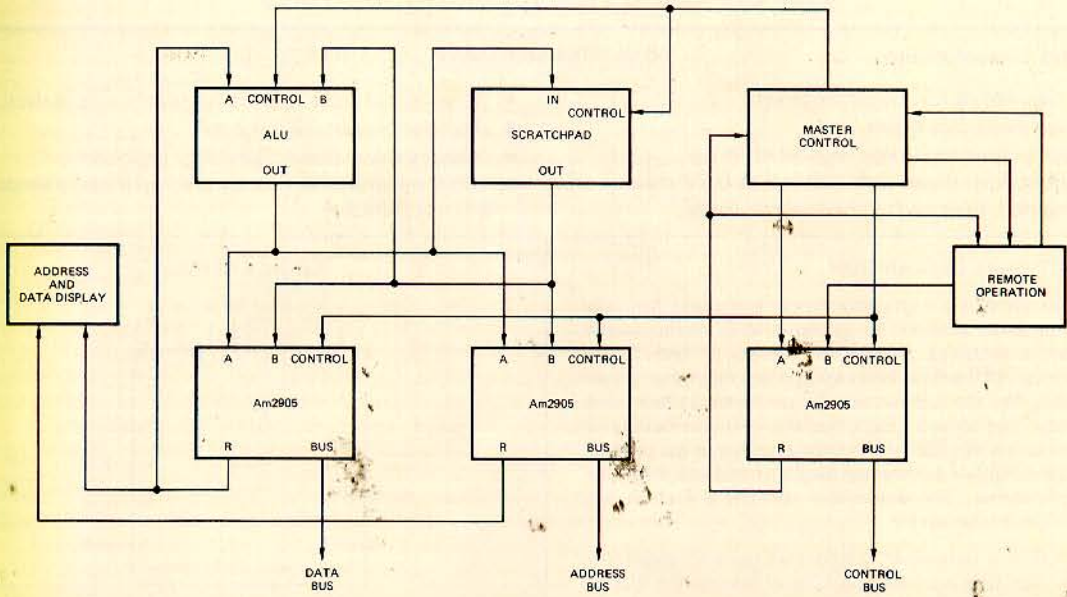 A CONTROL B
ALU
OUT
IN
CONTROL
SCRATCHPAD
OUT
MASTER
CONTROL
ADDRESS
AND
DATA DISPLAY
REMOTE
OPERATION
A B CONTROL
Am2905
R BUS
A B CONTROL
Am2905
R BUS
A B CONTROL
Am2905
R BUS
DATA
BUS
ADDRESS
BUS
CONTROL
BUS